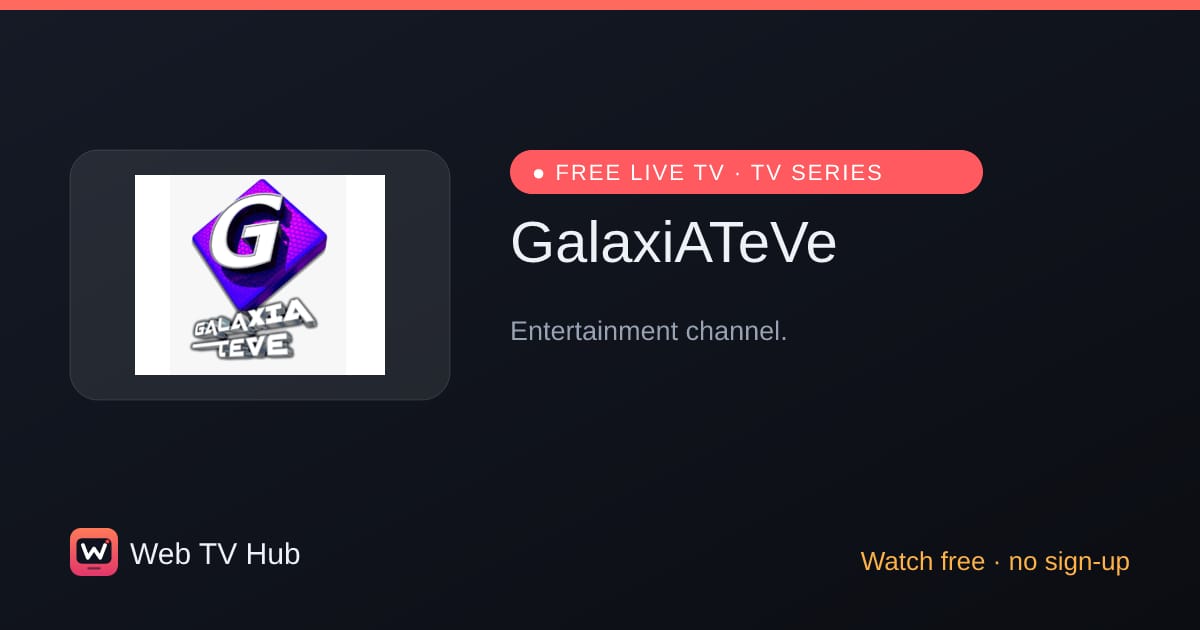 G
GALAXIA
TEVE
● FREE LIVE TV · TV SERIES
GalaxiATeVe
Entertainment channel.
W
Web TV Hub
Watch free · no sign-up